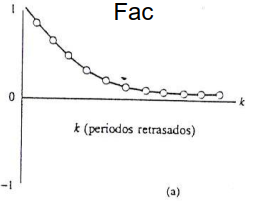 Fac
1
0
k
k (periodos retrasados)
−1
(a)